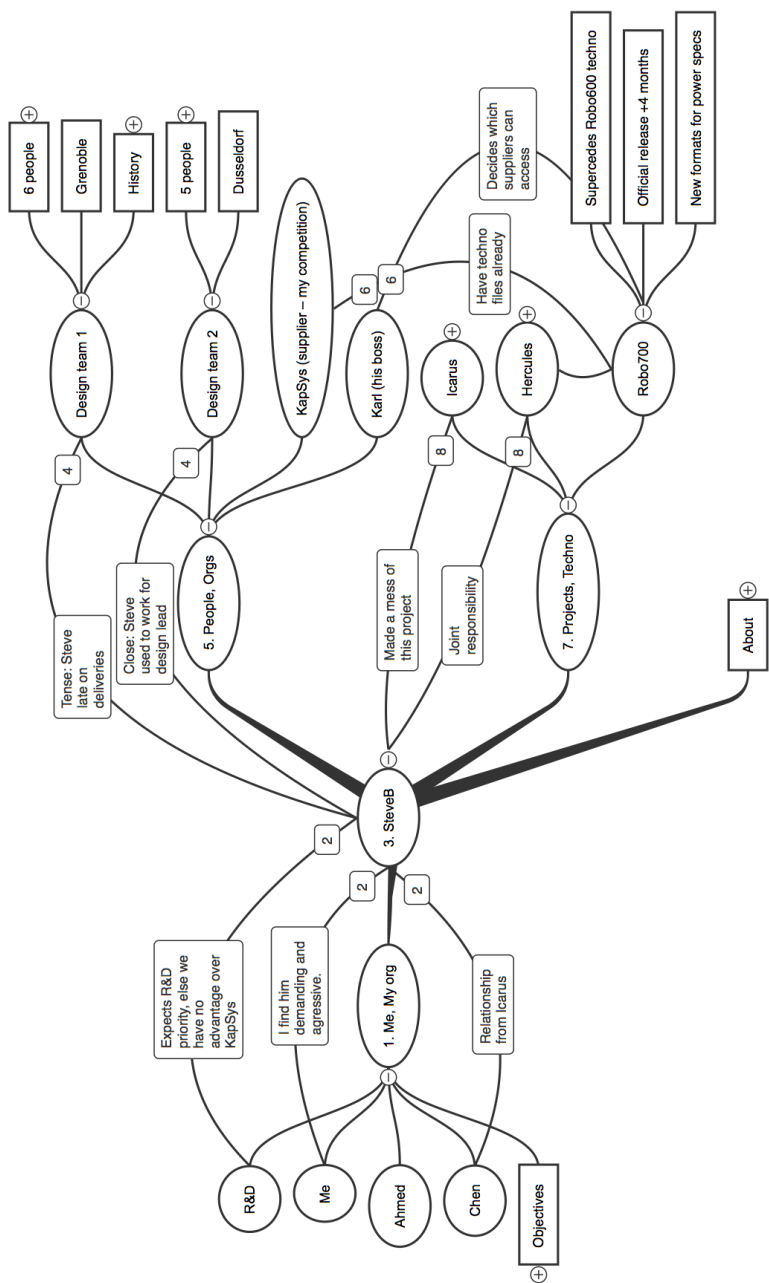 R&D
Me
Ahmed
Chen
Objectives
+
Expects R&D
priority, else we
have no
advantage over
KapSys
I find him
demanding and
agressive.
Relationship
from Icarus
1. Me, My org
−
2
2
2
3. SteveB
−
Tense: Steve
late on
deliveries
Close: Steve
used to work for
design lead
4
4
5. People, Orgs
−
Design team 1
−
6 people
+
Grenoble
History
+
Design team 2
−
5 people
+
Dusseldorf
KapSys (supplier – my competition)
Karl (his boss)
6
6
Decides which
suppliers can
access
Have techno
files already
Made a mess of
this project
Joint
responsibility
8
8
7. Projects, Techno
−
Icarus
+
Hercules
+
Robo700
−
Supercedes Robo600 techno
Official release +4 months
New formats for power specs
About
+